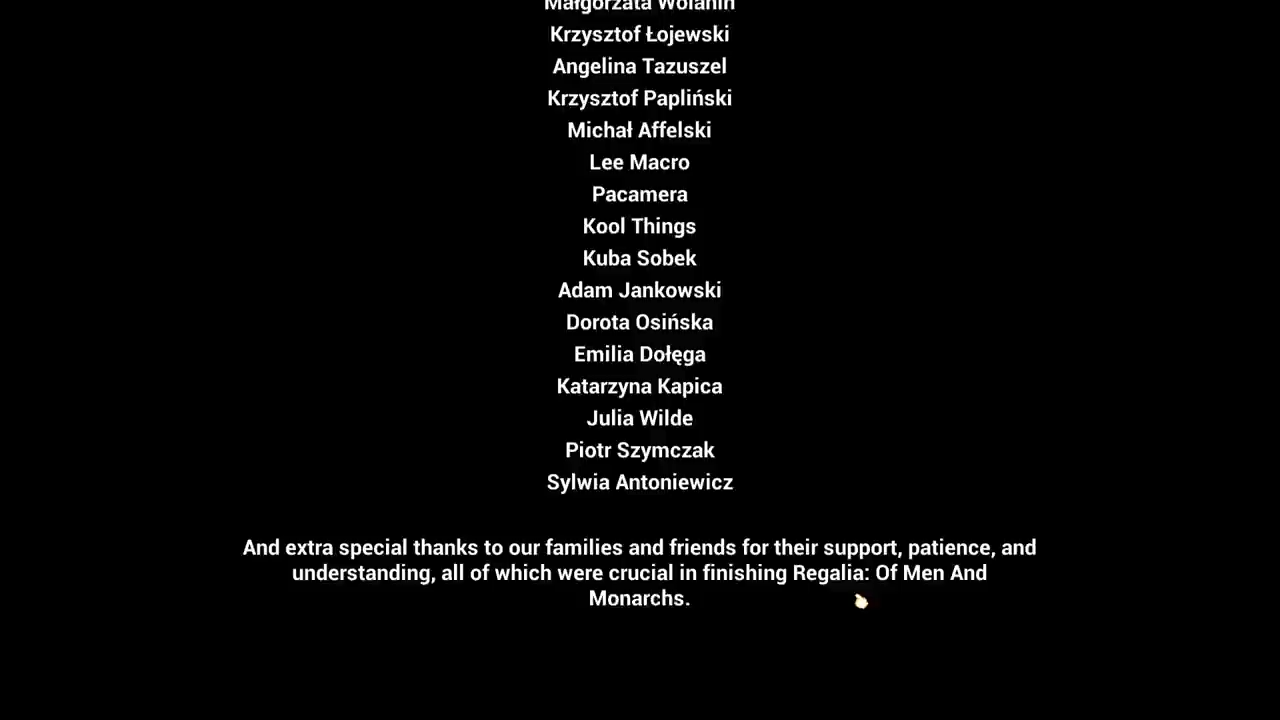 Małgorzata Wolanin
Krzysztof Łojewski
Angelina Tazuszel
Krzysztof Papliński
Michał Affelski
Lee Macro
Pacamera
Kool Things
Kuba Sobek
Adam Jankowski
Dorota Osińska
Emilia Dołęga
Katarzyna Kapica
Julia Wilde
Piotr Szymczak
Sylwia Antoniewicz
And extra special thanks to our families and friends for their support, patience, and
understanding, all of which were crucial in finishing Regalia: Of Men And
Monarchs.